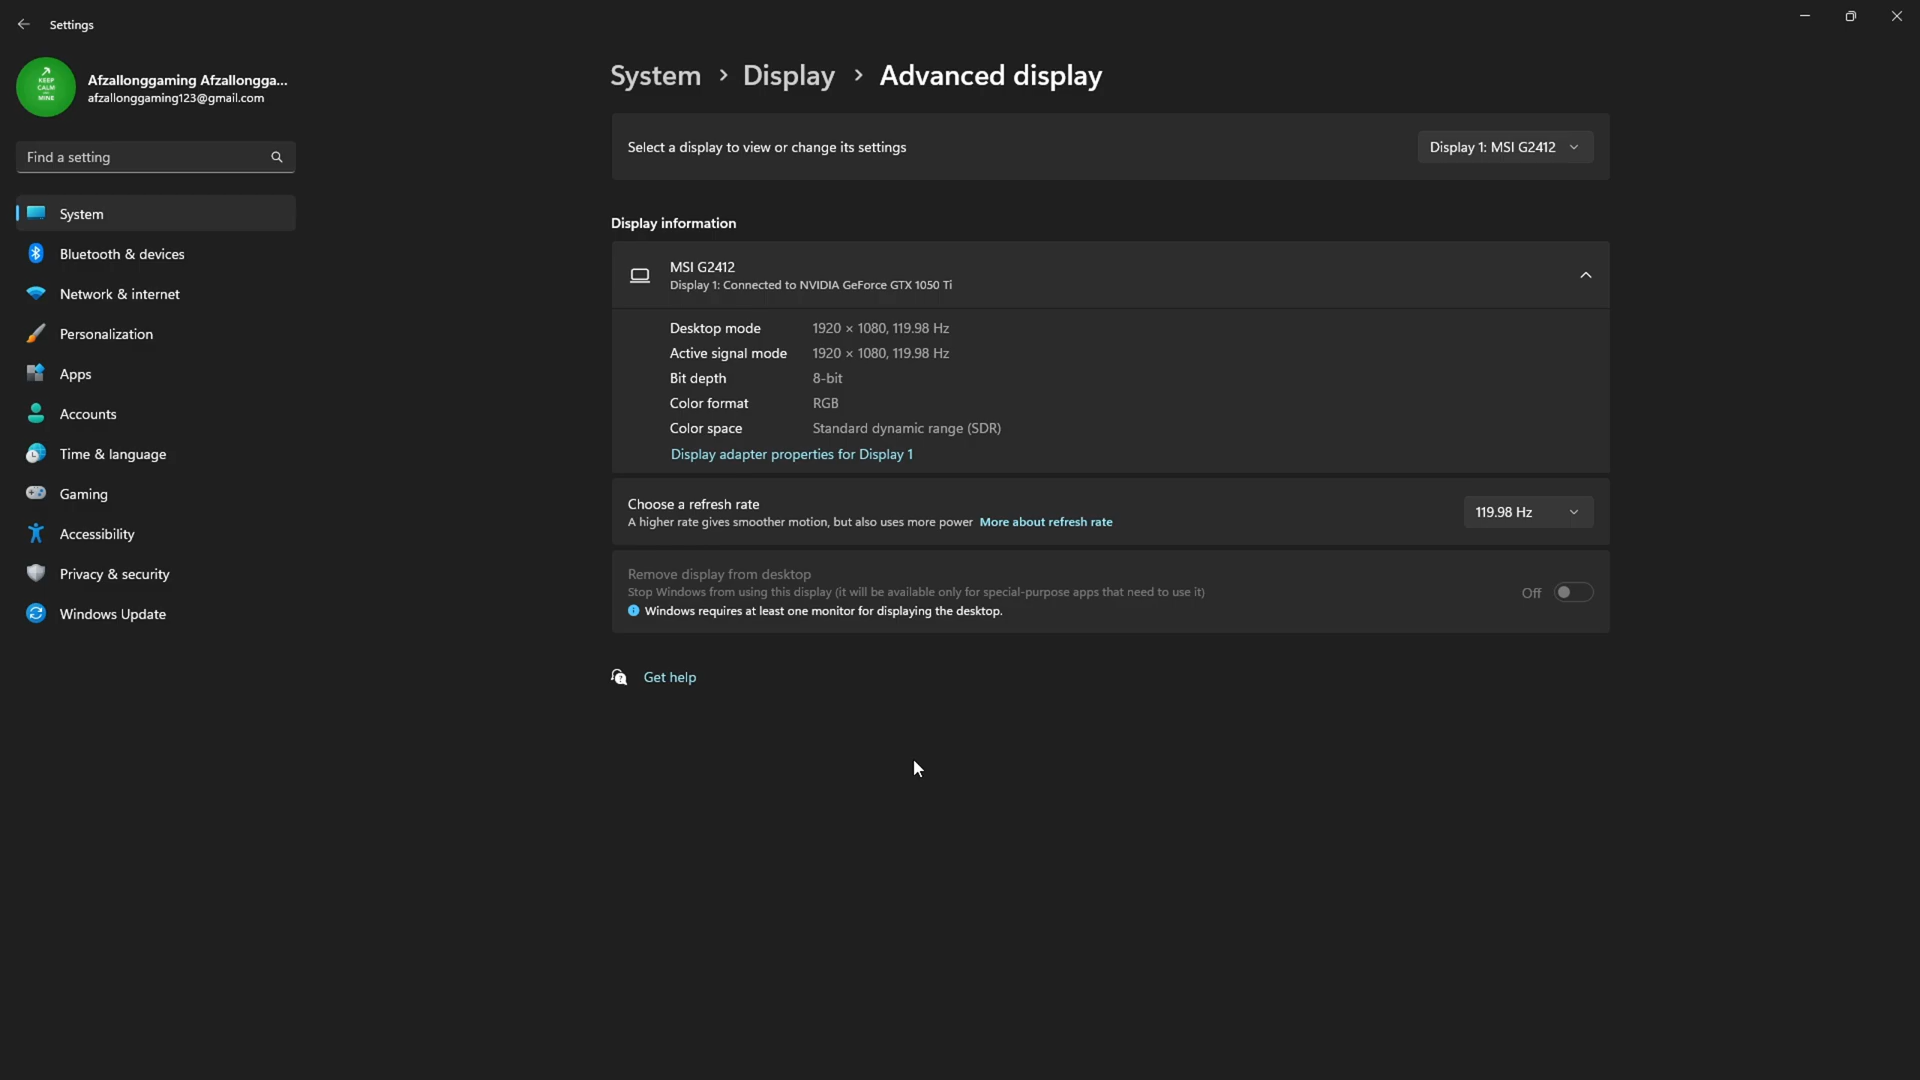 Settings
Afzallonggaming Afzallongga...
afzallonggaming123@gmail.com
KEEP
CALM
MINE
Find a setting
System
Bluetooth & devices
Network & internet
Personalization
Apps
Accounts
Time & language
Gaming
Accessibility
Privacy & security
Windows Update
System > Display > Advanced display
Select a display to view or change its settings
Display 1: MSI G2412
Display information
MSI G2412
Display 1: Connected to NVIDIA GeForce GTX 1050 Ti
Desktop mode 1920 × 1080, 119.98 Hz
Active signal mode 1920 × 1080, 119.98 Hz
Bit depth 8-bit
Color format RGB
Color space Standard dynamic range (SDR)
Display adapter properties for Display 1
Choose a refresh rate
A higher rate gives smoother motion, but also uses more power More about refresh rate
119.98 Hz
Remove display from desktop
Stop Windows from using this display (it will be available only for special-purpose apps that need to use it)
Windows requires at least one monitor for displaying the desktop.
Off
Get help